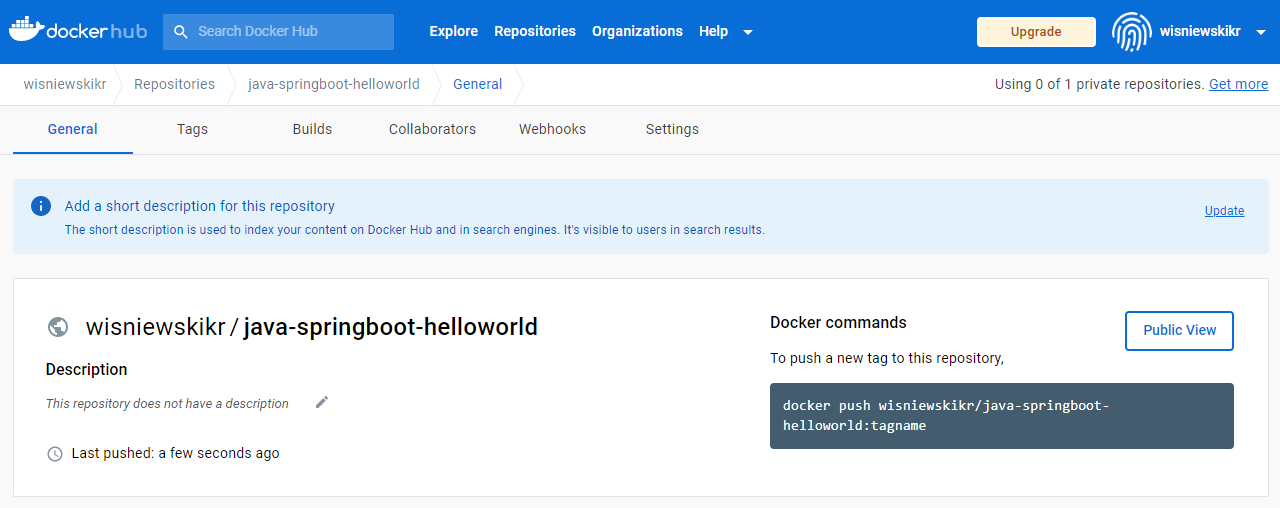 dockerhub Search Docker Hub Explore Repositories Organizations Help Upgrade wisniewskikr
wisniewskikr Repositories java-springboot-helloworld General Using 0 of 1 private repositories. Get more
General Tags Builds Collaborators Webhooks Settings
Add a short description for this repository
Update
The short description is used to index your content on Docker Hub and in search engines. It's visible to users in search results.
wisniewskikr / java-springboot-helloworld
Description
This repository does not have a description
Last pushed: a few seconds ago
Docker commands
Public View
To push a new tag to this repository,
docker push wisniewskikr/java-springboot-
helloworld:tagname